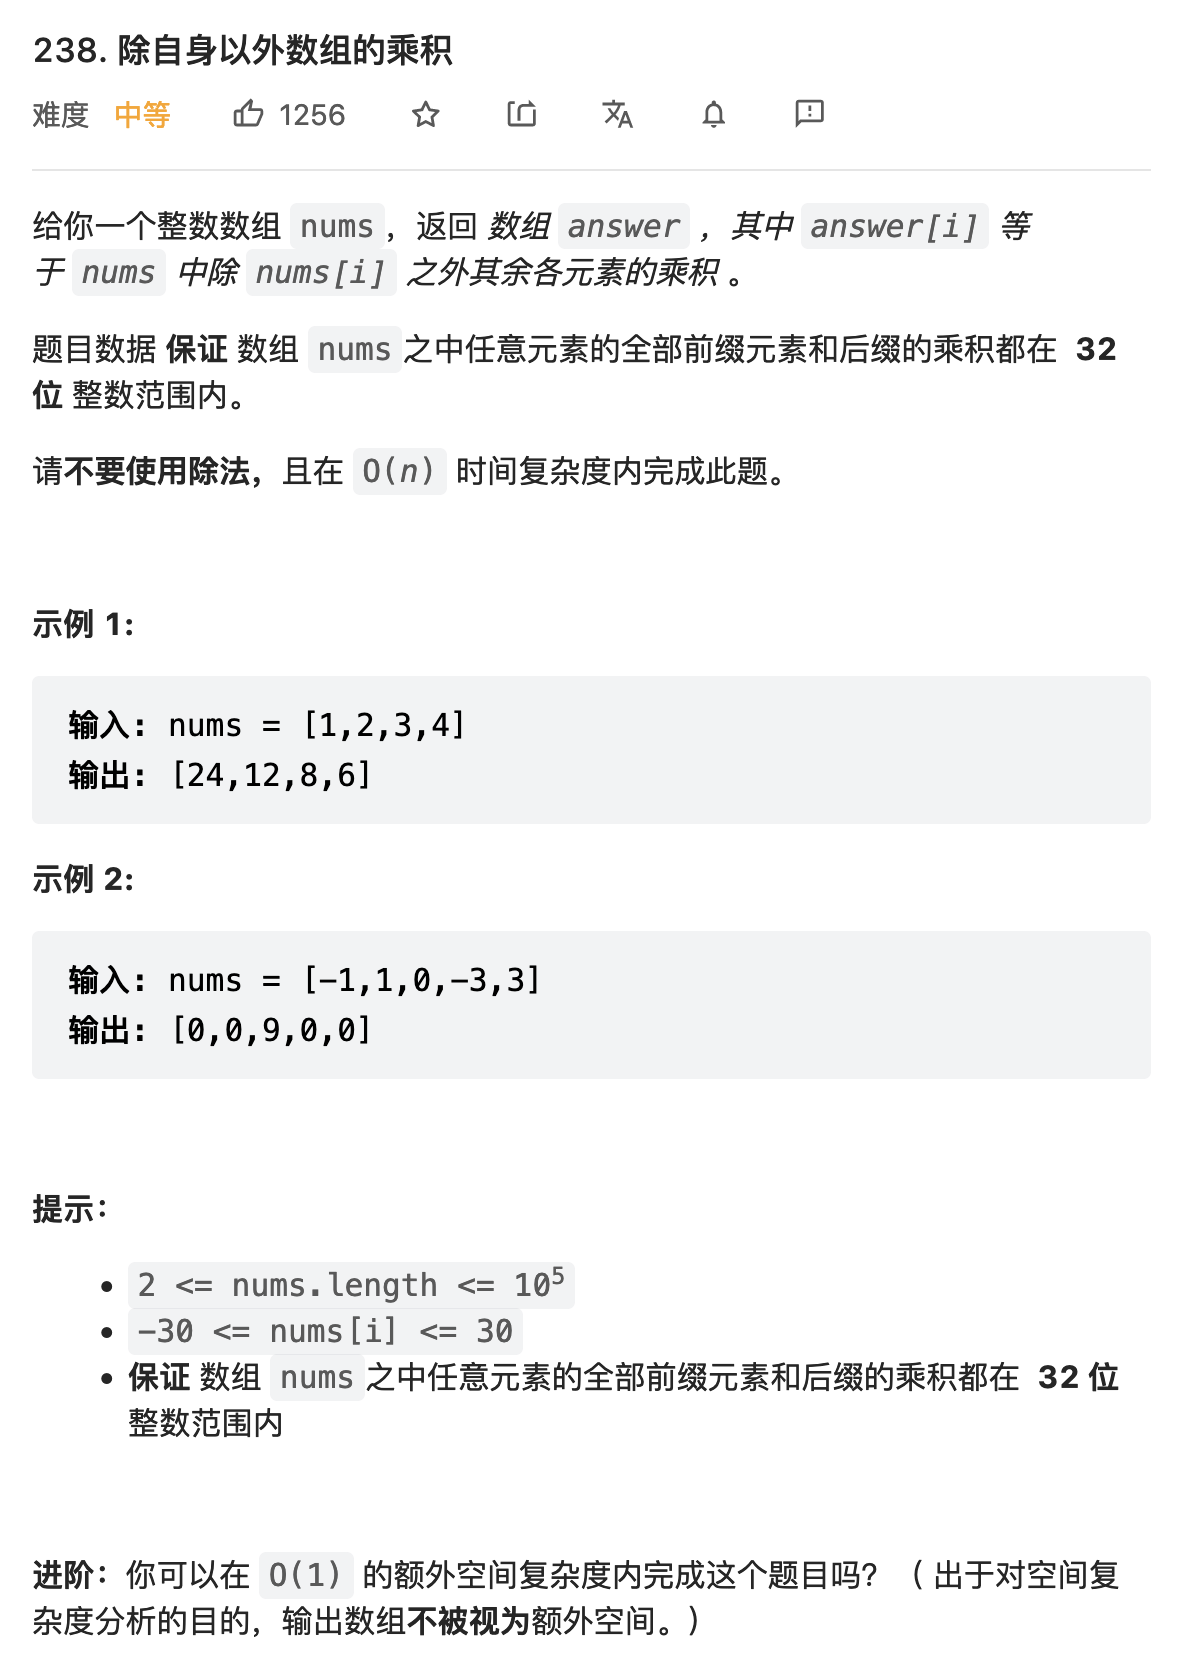 238. 除自身以外数组的乘积
难度 中等 1256
给你一个整数数组 nums，返回 数组 answer ，其中 answer[i] 等
于 nums 中除 nums[i] 之外其余各元素的乘积 。
题目数据 保证 数组 nums之中任意元素的全部前缀元素和后缀的乘积都在 32
位 整数范围内。
请不要使用除法，且在 O(n) 时间复杂度内完成此题。
示例 1:
输入: nums = [1,2,3,4]
输出: [24,12,8,6]
示例 2:
输入: nums = [-1,1,0,-3,3]
输出: [0,0,9,0,0]
提示：
• 2 <= nums.length <= 10⁵
• -30 <= nums[i] <= 30
• 保证 数组 nums之中任意元素的全部前缀元素和后缀的乘积都在 32 位
整数范围内
进阶：你可以在 O(1) 的额外空间复杂度内完成这个题目吗？（ 出于对空间复
杂度分析的目的，输出数组不被视为额外空间。）